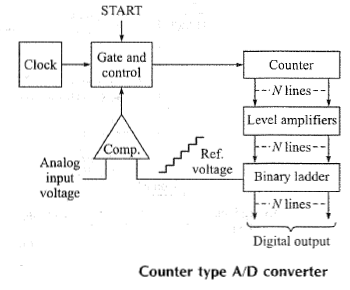 START
Clock
Gate and
control
Counter
N lines
Level amplifiers
N lines
Comp.
Ref.
voltage
Analog
input
voltage
Binary ladder
N lines
Digital output
Counter type A/D converter